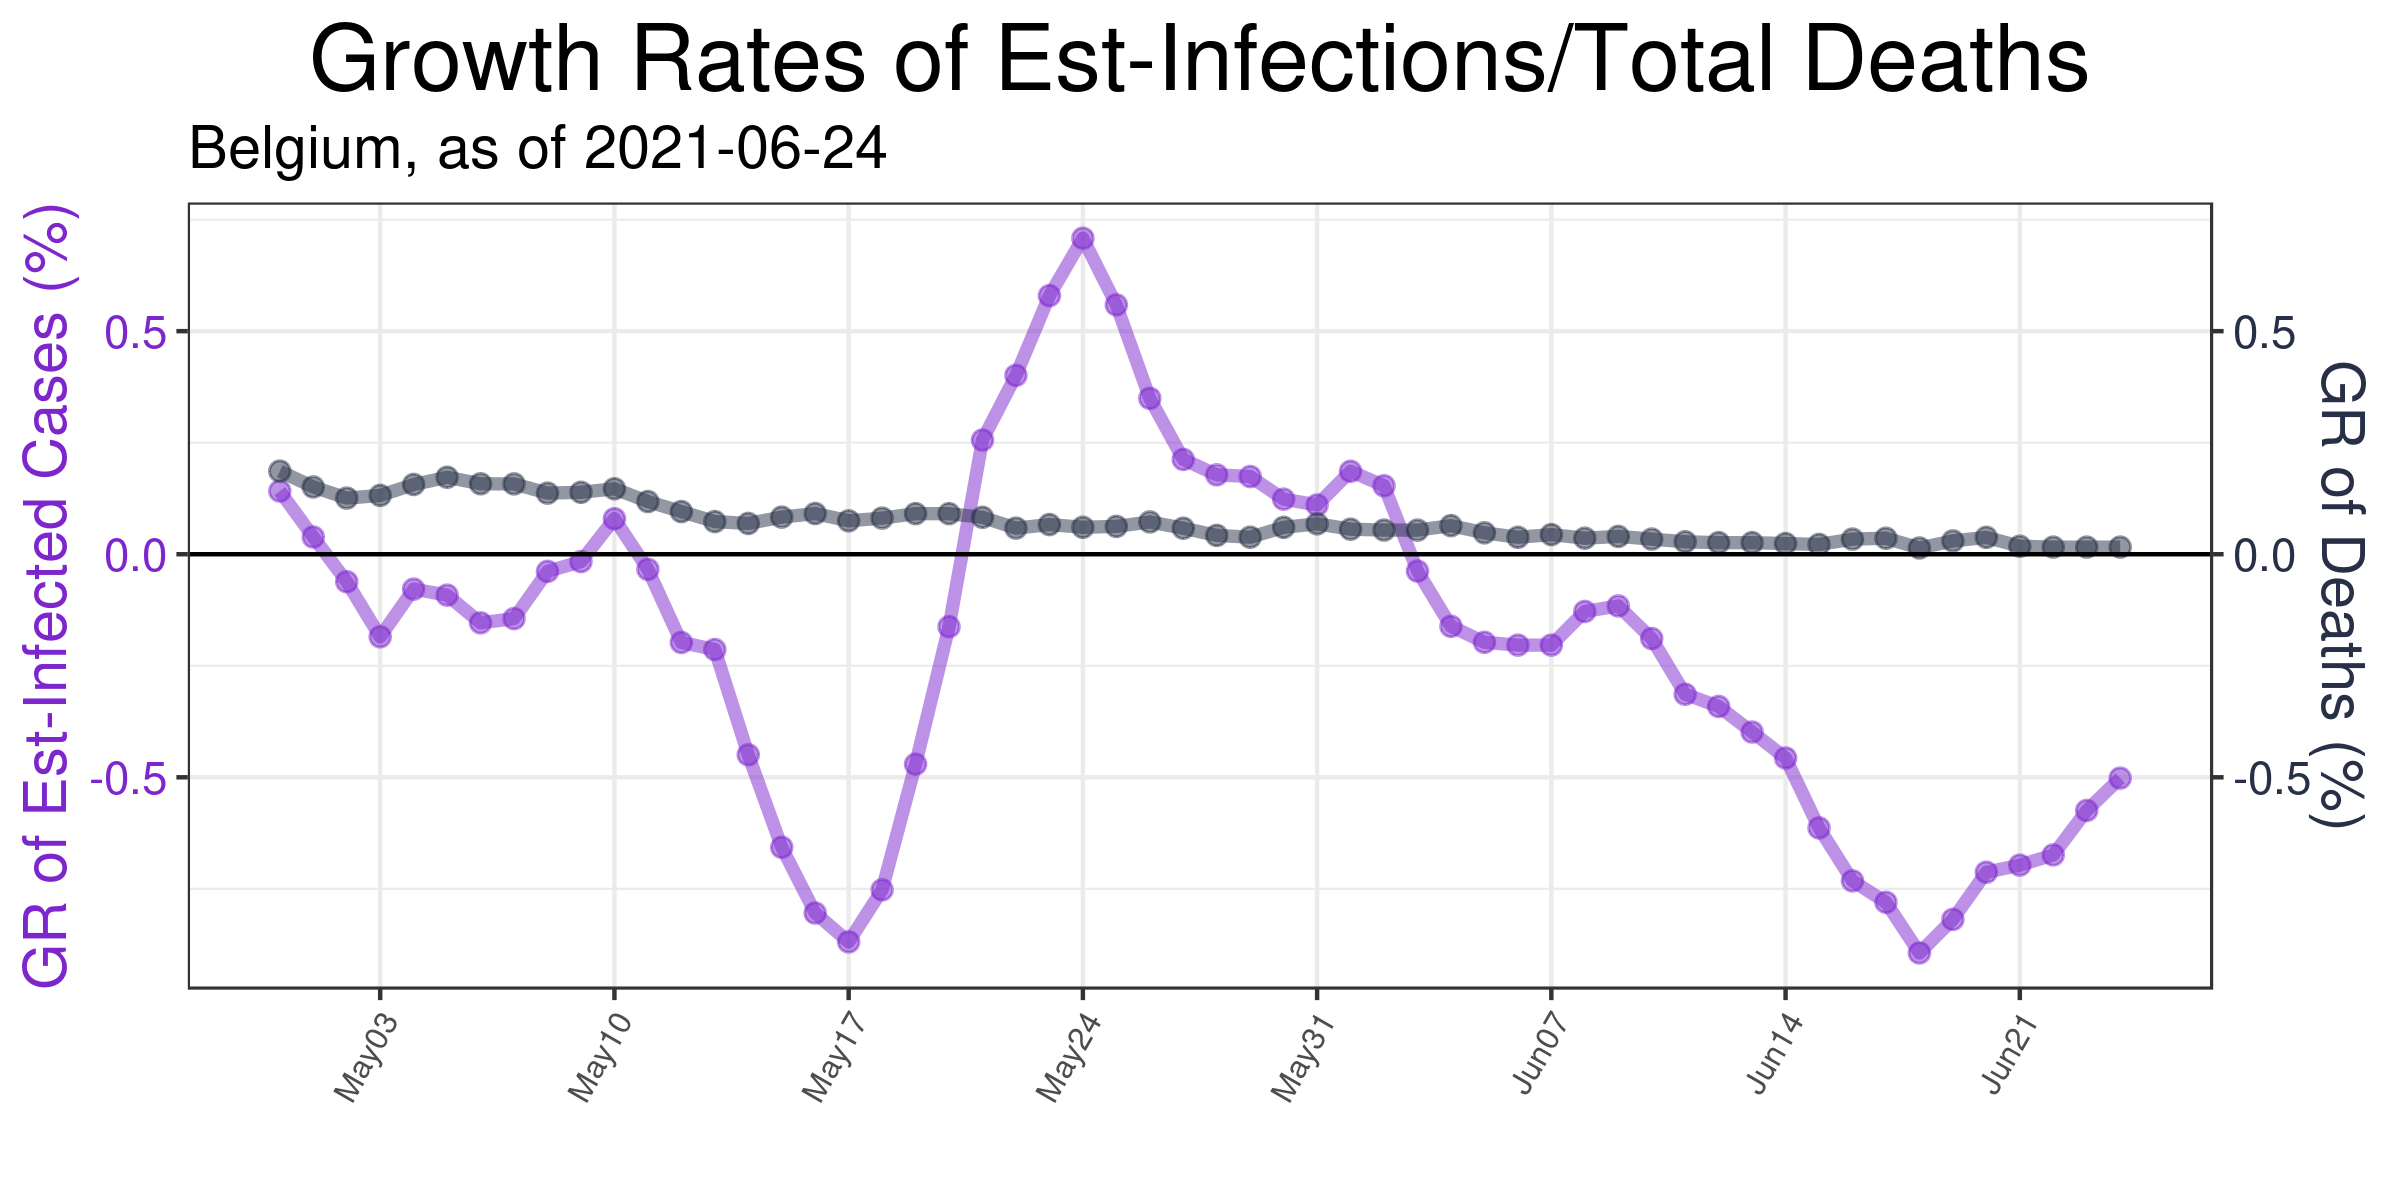 Growth Rates of Est-Infections/Total Deaths
Belgium, as of 2021-06-24
GR of Est-Infected Cases (%)
0.5
0.0
-0.5
0.5
0.0
-0.5
GR of Deaths (%)
May03
May10
May17
May24
May31
Jun07
Jun14
Jun21